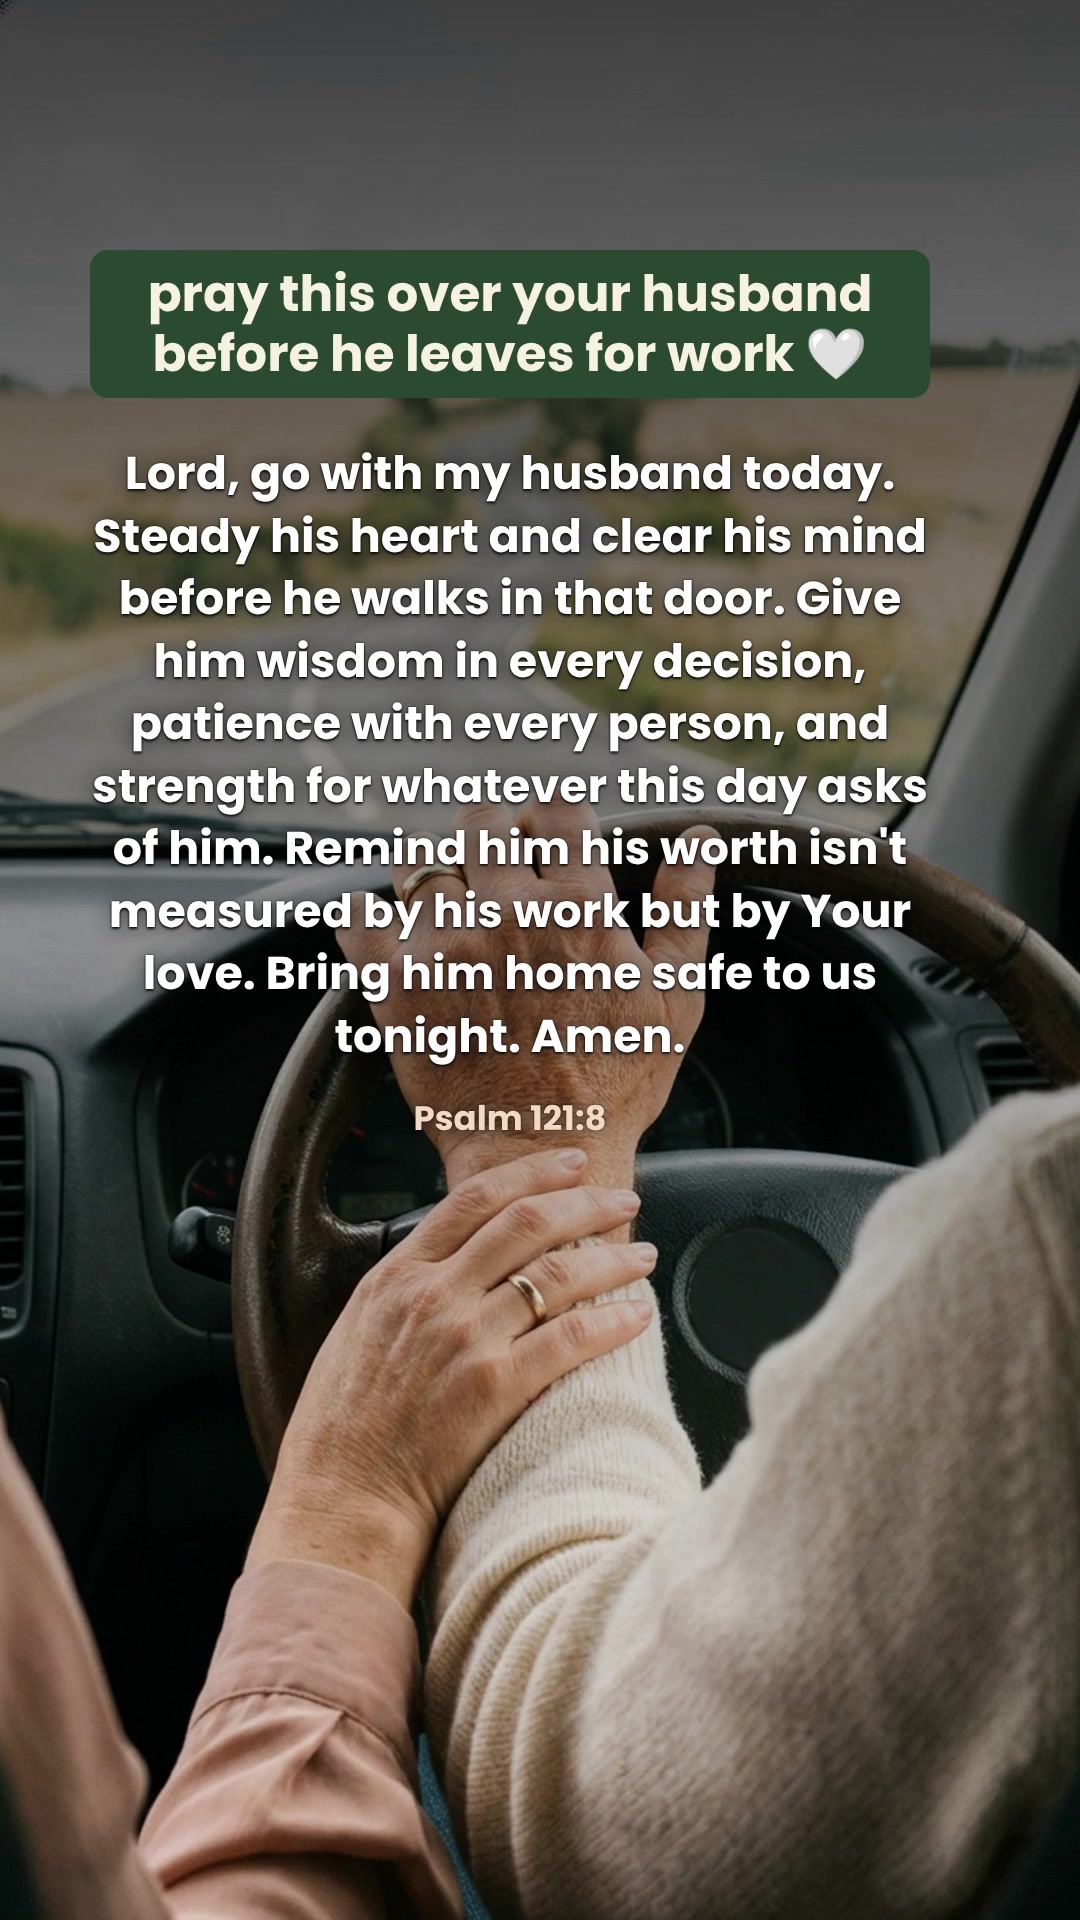 pray this over your husband
before he leaves for work 🤍
Lord, go with my husband today.
Steady his heart and clear his mind
before he walks in that door. Give
him wisdom in every decision,
patience with every person, and
strength for whatever this day asks
of him. Remind him his worth isn't
measured by his work but by Your
love. Bring him home safe to us
tonight. Amen.
Psalm 121:8